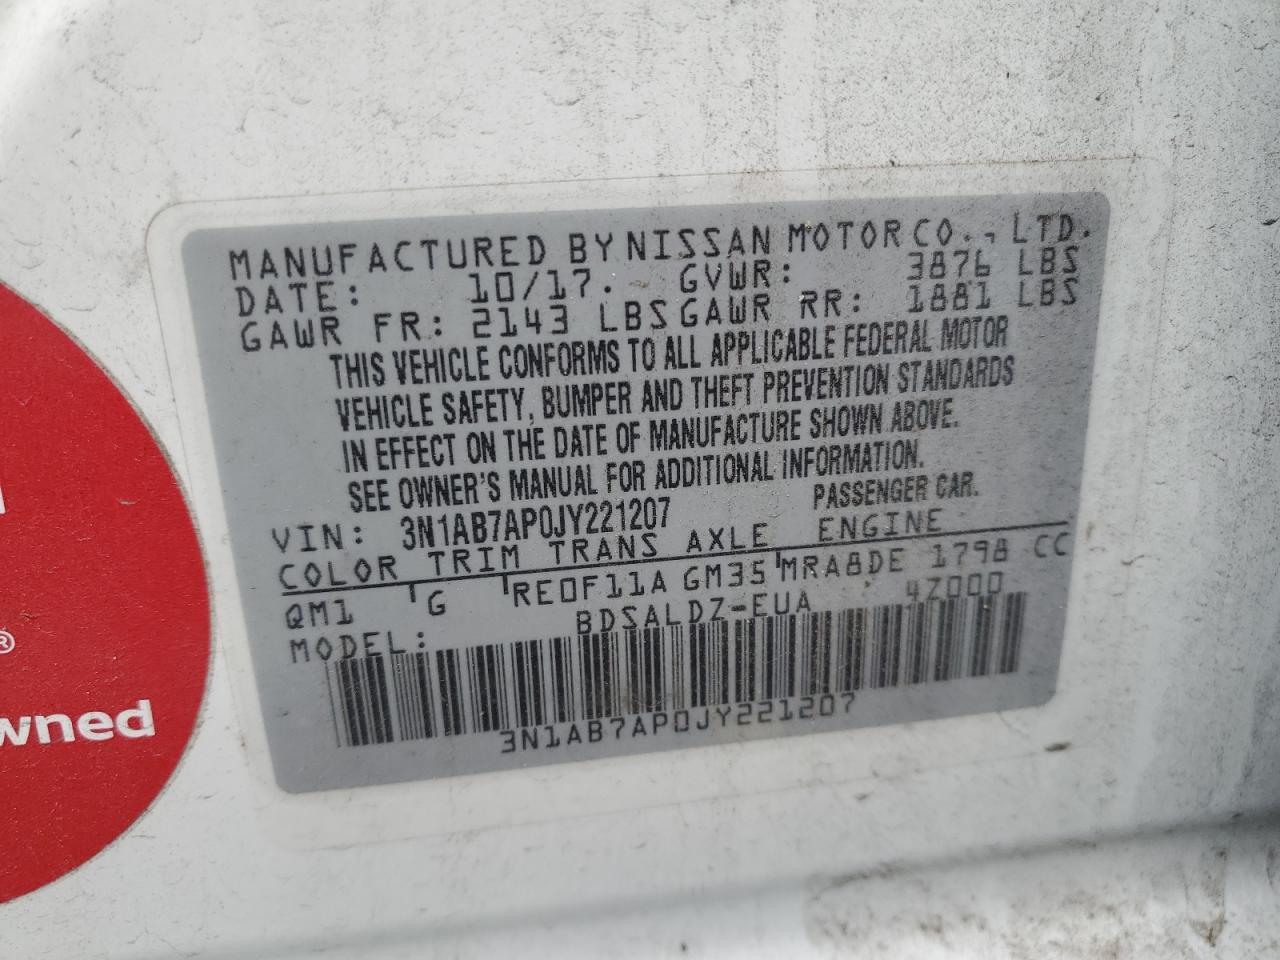 MANUFACTURED BY NISSAN MOTOR CO., LTD.
DATE: 10/17. GVWR: 3876 LBS
GAWR FR: 2143 LBS GAWR RR: 1881 LBS
THIS VEHICLE CONFORMS TO ALL APPLICABLE FEDERAL MOTOR
VEHICLE SAFETY, BUMPER AND THEFT PREVENTION STANDARDS
IN EFFECT ON THE DATE OF MANUFACTURE SHOWN ABOVE.
SEE OWNER'S MANUAL FOR ADDITIONAL INFORMATION.
VIN: 3N1AB7AP0JY221207 PASSENGER CAR.
COLOR TRIM TRANS AXLE ENGINE
QM1 G RE0F11A GM35 MRA8DE 1798 CC
MODEL: BDSALDZ-EUA 4Z000
3N1AB7AP0JY221207
®
wned